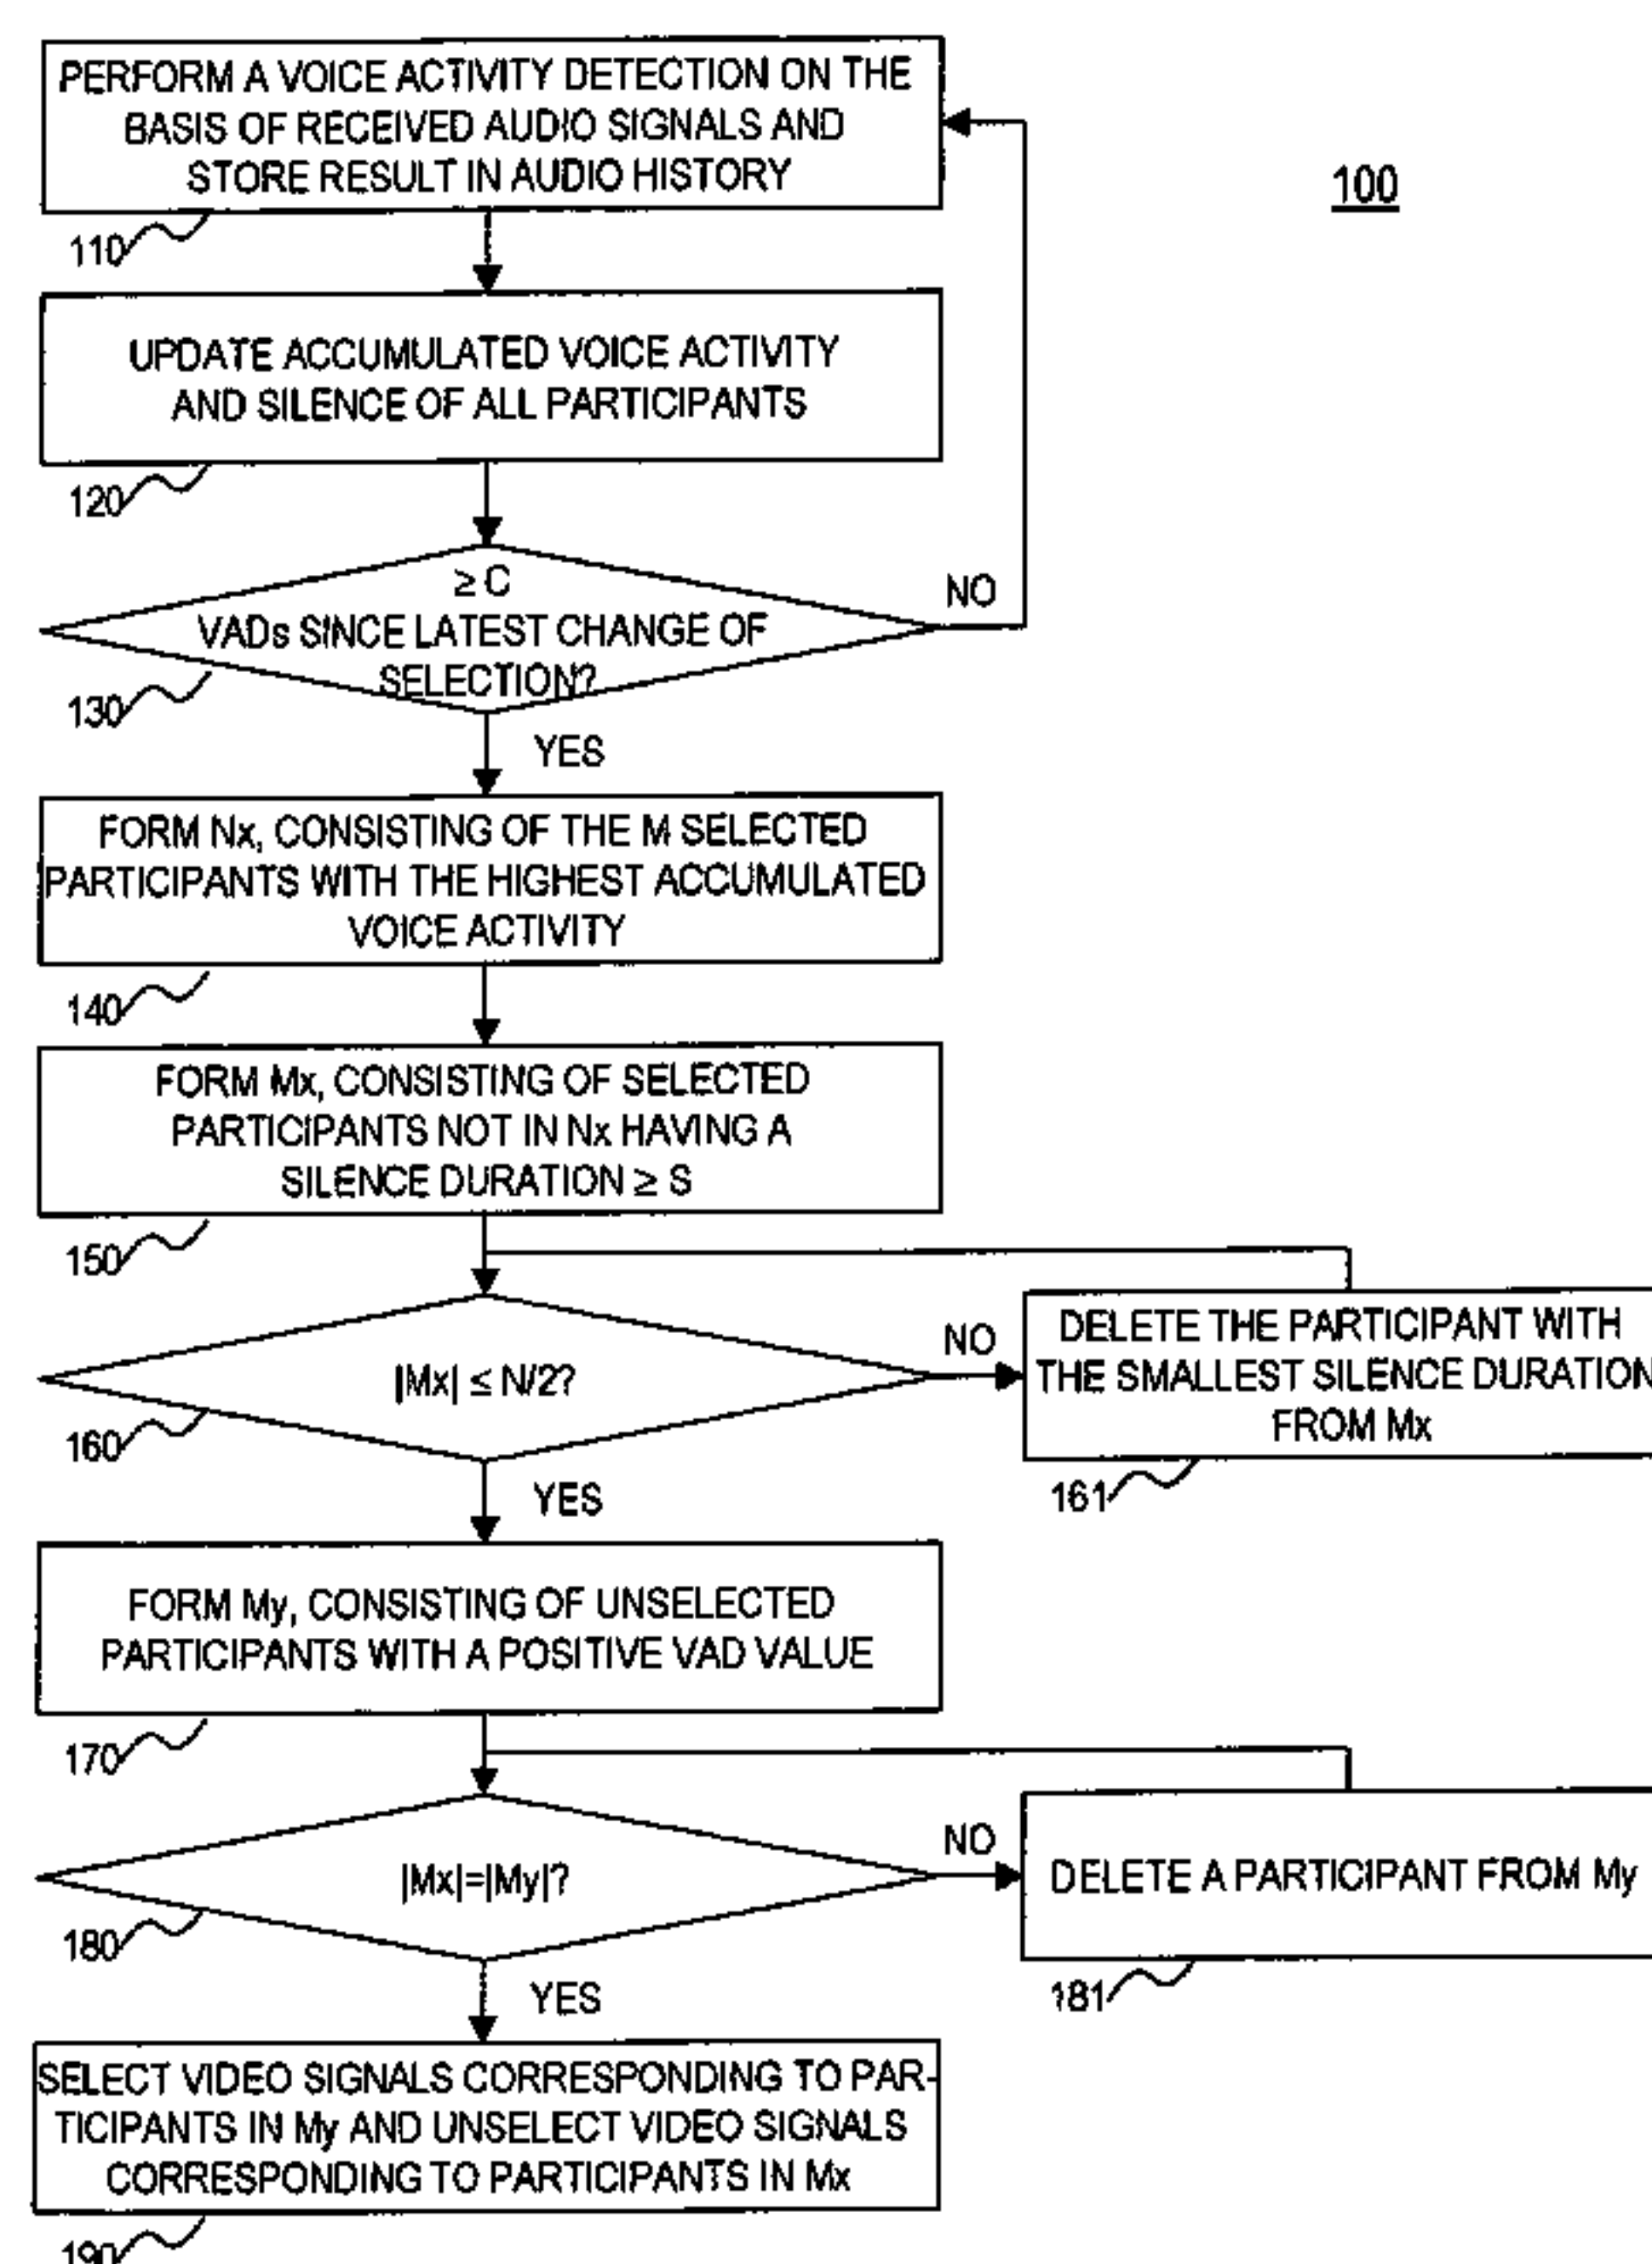 PERFORM A VOICE ACTIVITY DETECTION ON THE
BASIS OF RECEIVED AUDIO SIGNALS AND
STORE RESULT IN AUDIO HISTORY
100
110
UPDATE ACCUMULATED VOICE ACTIVITY
AND SILENCE OF ALL PARTICIPANTS
120
≥ C
VADs SINCE LATEST CHANGE OF
SELECTION?
NO
130
YES
FORM Nx, CONSISTING OF THE M SELECTED
PARTICIPANTS WITH THE HIGHEST ACCUMULATED
VOICE ACTIVITY
140
FORM Mx, CONSISTING OF SELECTED
PARTICIPANTS NOT IN Nx HAVING A
SILENCE DURATION ≥ S
150
|Mx| ≤ N/2?
NO
160
DELETE THE PARTICIPANT WITH
THE SMALLEST SILENCE DURATION
FROM Mx
161
YES
FORM My, CONSISTING OF UNSELECTED
PARTICIPANTS WITH A POSITIVE VAD VALUE
170
|Mx|=|My|?
NO
180
DELETE A PARTICIPANT FROM My
181
YES
SELECT VIDEO SIGNALS CORRESPONDING TO PAR-
TICIPANTS IN My AND UNSELECT VIDEO SIGNALS
CORRESPONDING TO PARTICIPANTS IN Mx
190